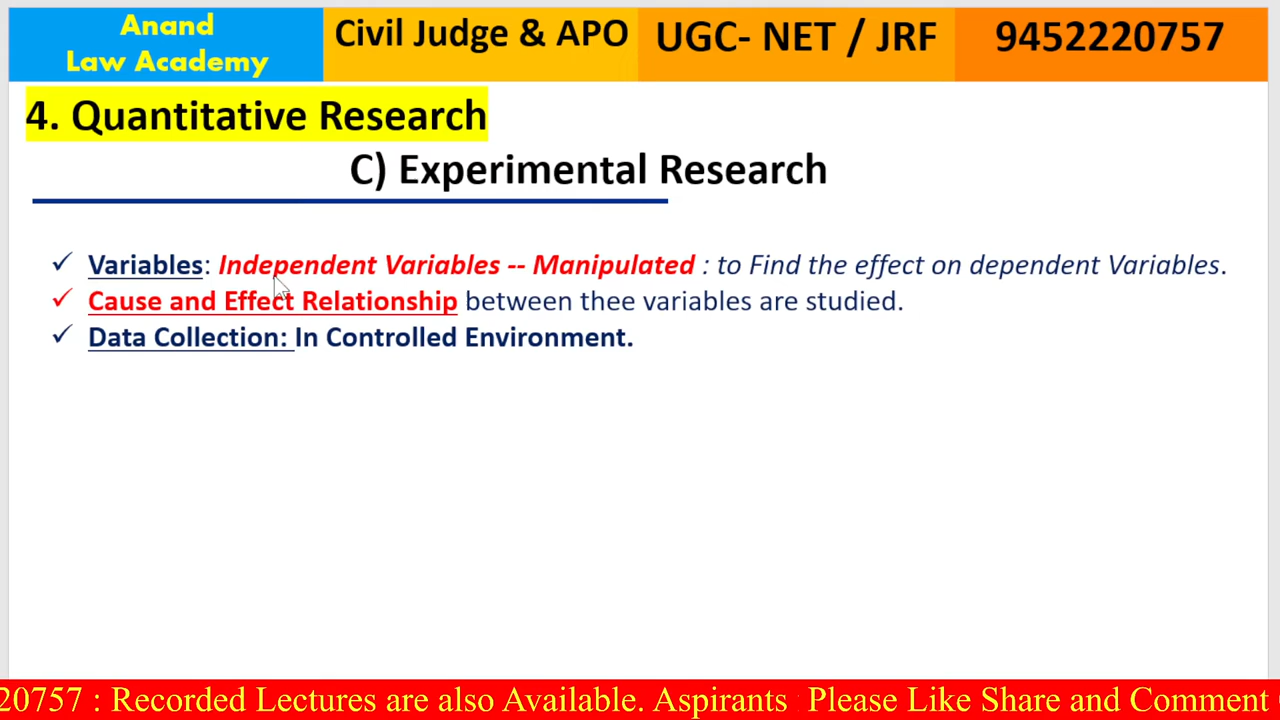 Anand
Law Academy
Civil Judge & APO
UGC- NET / JRF
9452220757
4. Quantitative Research
C) Experimental Research
✓ Variables: Independent Variables -- Manipulated : to Find the effect on dependent Variables.
✓ Cause and Effect Relationship between thee variables are studied.
✓ Data Collection: In Controlled Environment.
20757 : Recorded Lectures are also Available. Aspirants Please Like Share and Comment